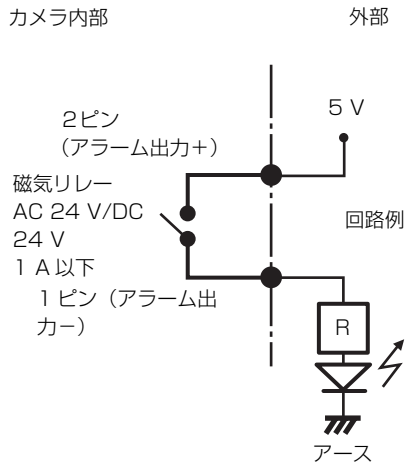 カメラ内部
外部
5 V
2ピン
（アラーム出力＋）
磁気リレー
AC 24 V/DC
24 V
1 A以下
回路例
1ピン（アラーム出
力－）
R
アース